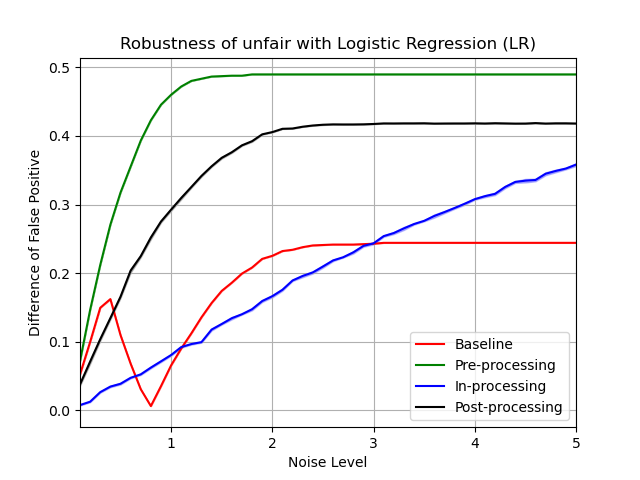 Robustness of unfair with Logistic Regression (LR)
Difference of False Positive
0.5
0.4
0.3
0.2
0.1
0.0
1
2
3
4
5
Noise Level
Baseline
Pre-processing
In-processing
Post-processing